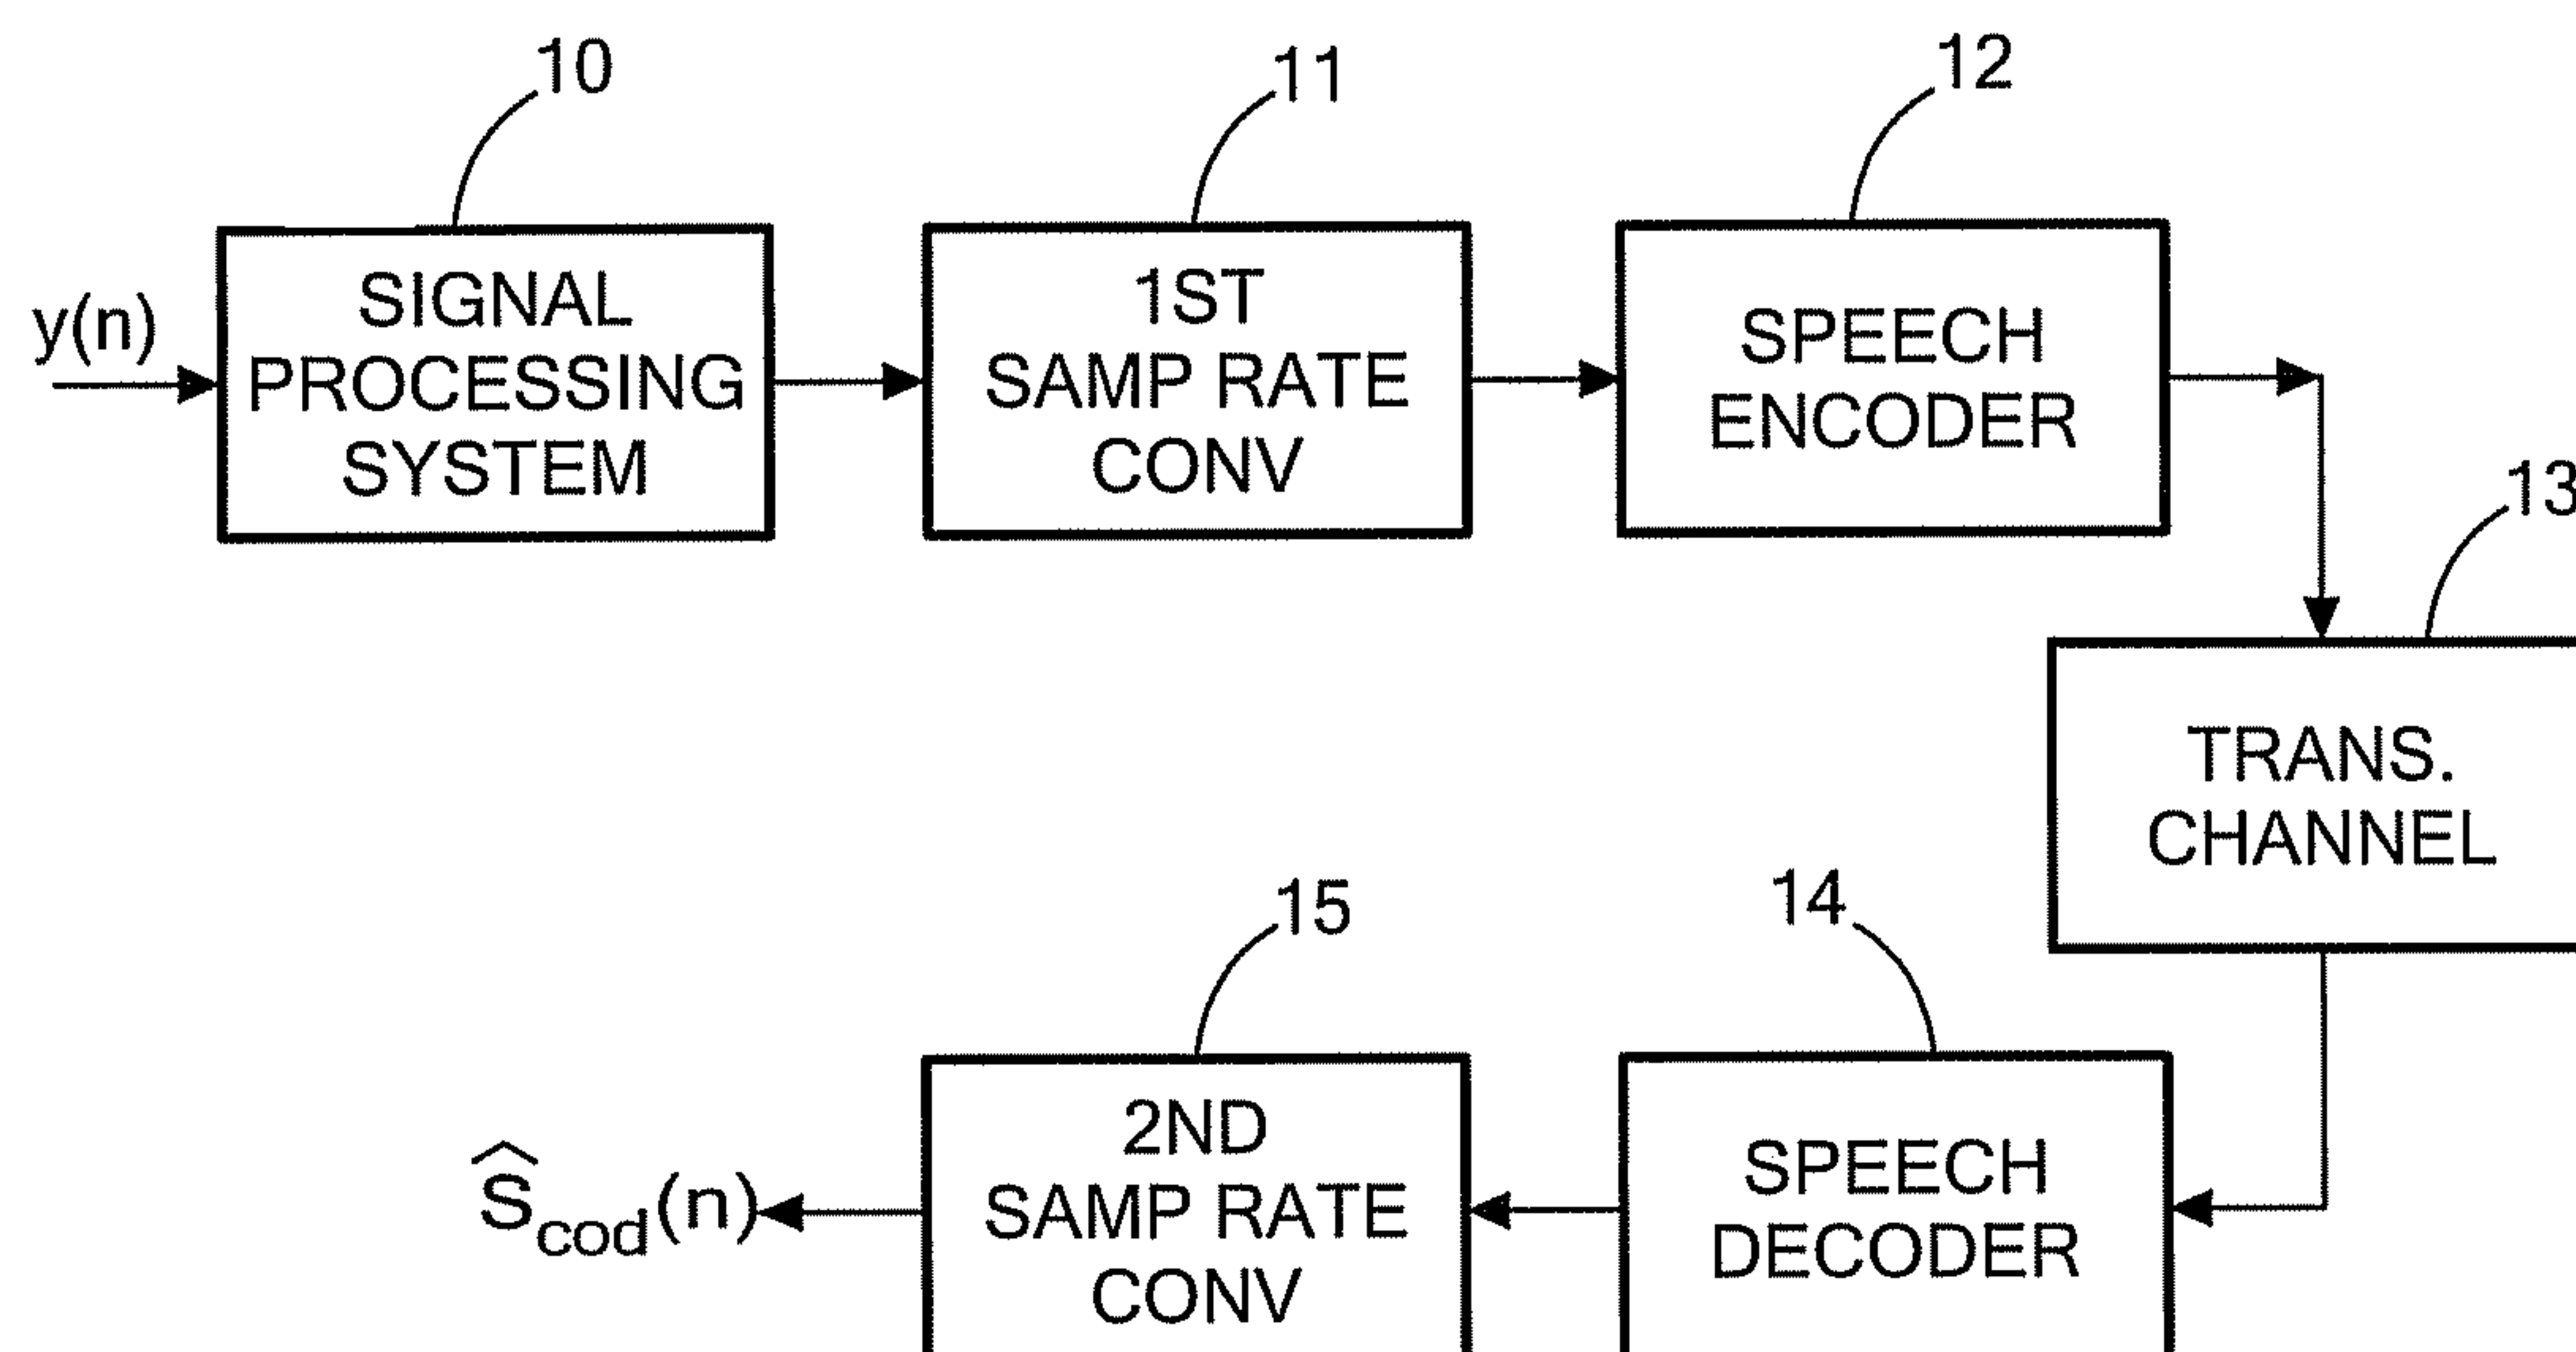 10
11
12
y(n)
SIGNAL
PROCESSING
SYSTEM
1ST
SAMP RATE
CONV
SPEECH
ENCODER
13
TRANS.
CHANNEL
15
14
ŝcod(n)
2ND
SAMP RATE
CONV
SPEECH
DECODER